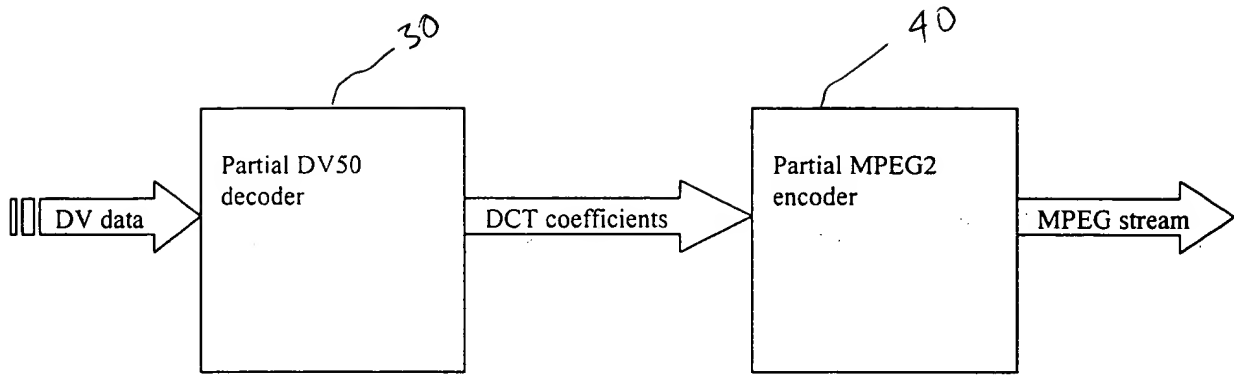 30
40
Partial DV50
decoder
Partial MPEG2
encoder
DV data
DCT coefficients
MPEG stream